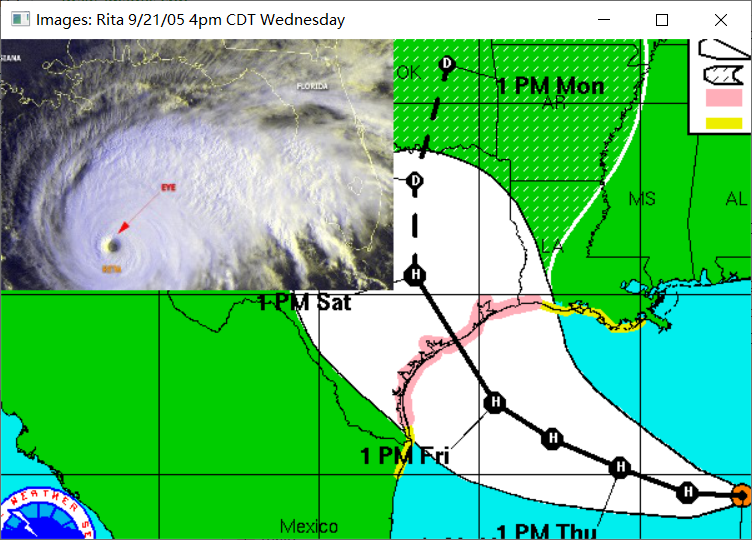 Images: Rita 9/21/05 4pm CDT Wednesday
FLORIDA
EYE
RITA
OK
D
1 PM Mon
AR
D
MS
AL
LA
H
1 PM Sat
H
1 PM Fri
H
H
H
1 PM Thu
Mexico
WEATHER SE